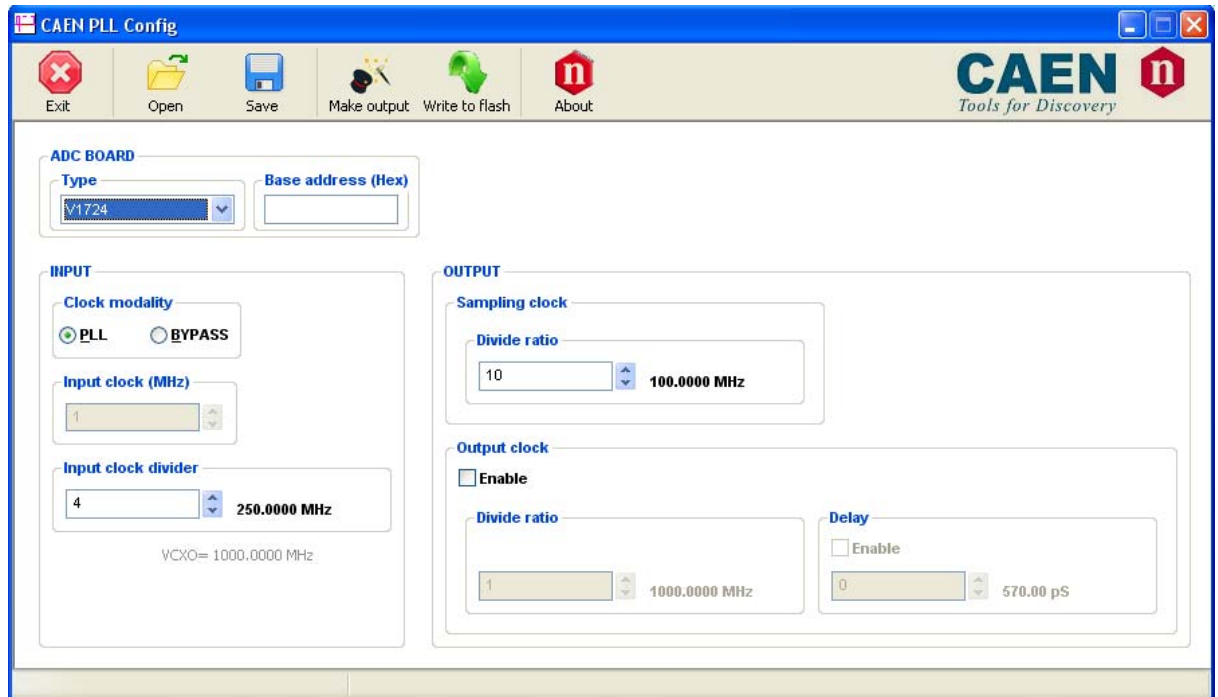 CAEN PLL Config
Exit
Open
Save
Make output
Write to flash
About
CAEN
Tools for Discovery
n
ADC BOARD
Type
V1724
Base address (Hex)
INPUT
Clock modality
PLL
BYPASS
Input clock (MHz)
1
Input clock divider
4
250.0000 MHz
VCXO= 1000.0000 MHz
OUTPUT
Sampling clock
Divide ratio
10
100.0000 MHz
Output clock
Enable
Divide ratio
1
1000.0000 MHz
Delay
Enable
0
570.00 pS